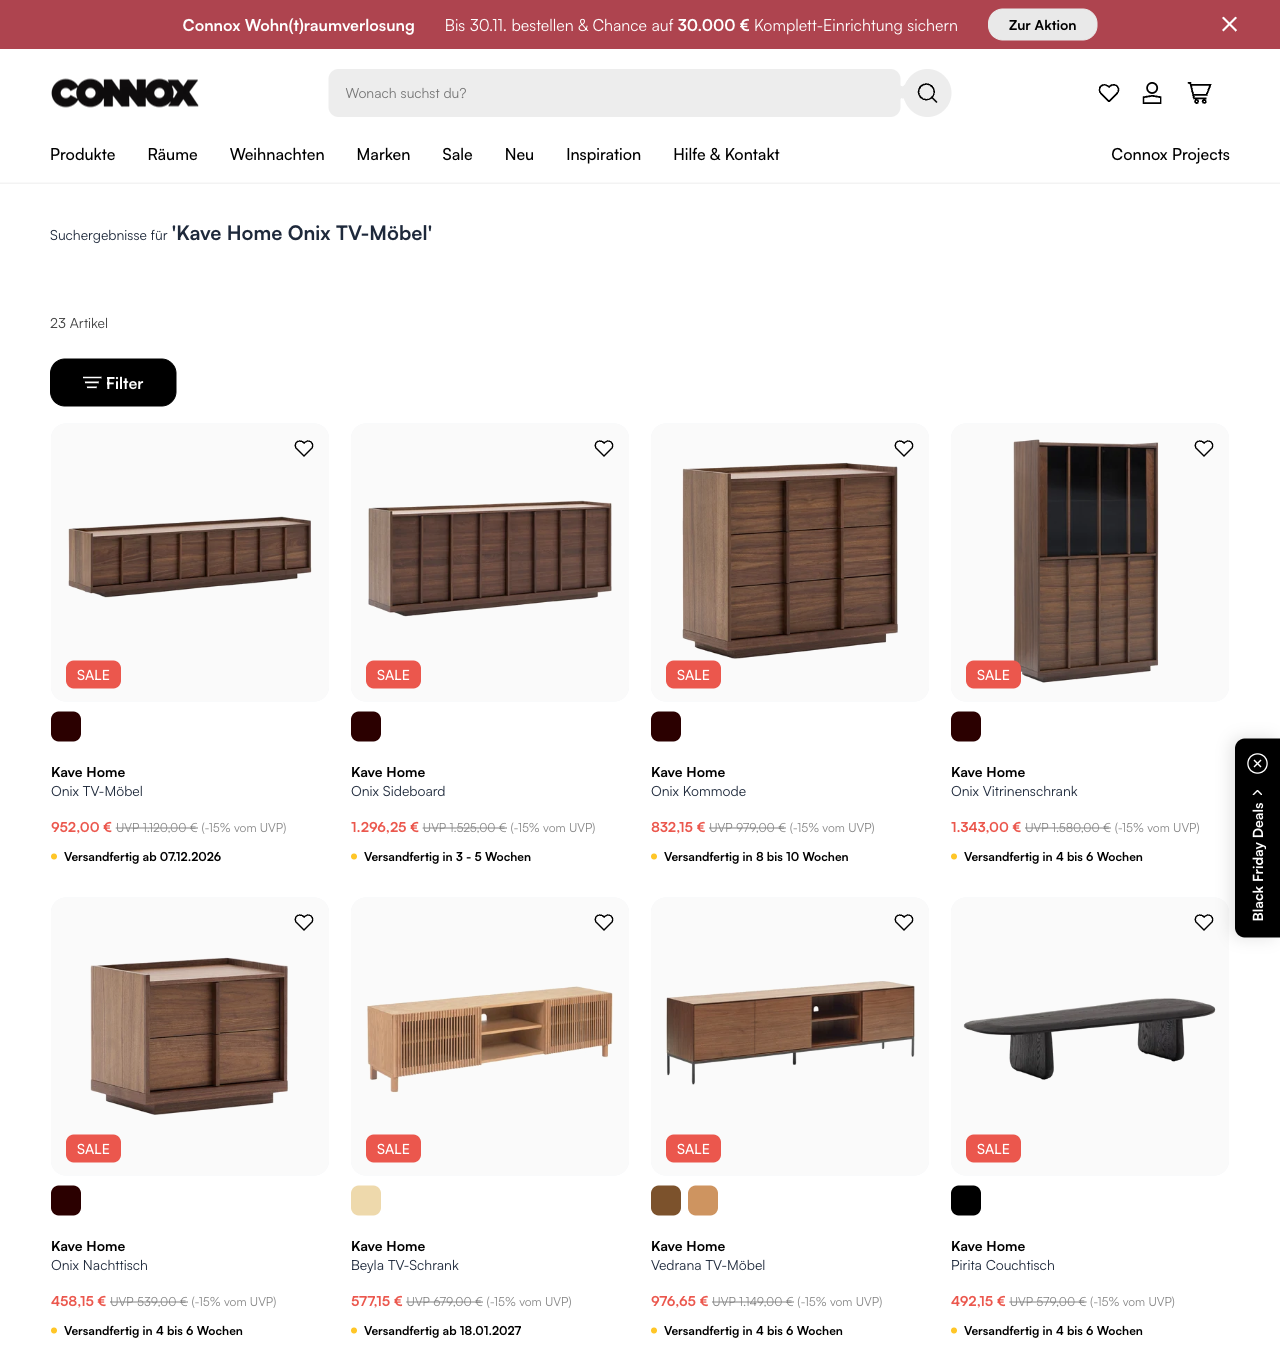 Connox Wohn(t)raumverlosung Bis 30.11. bestellen & Chance auf 30.000 € Komplett-Einrichtung sichern Zur Aktion
CONNOX Wonach suchst du?
Produkte Räume Weihnachten Marken Sale Neu Inspiration Hilfe & Kontakt Connox Projects
Suchergebnisse für 'Kave Home Onix TV-Möbel'
23 Artikel
Filter
SALE SALE SALE SALE
Kave Home Kave Home Kave Home Kave Home
Onix TV-Möbel Onix Sideboard Onix Kommode Onix Vitrinenschrank
952,00 € UVP 1.120,00 € (-15% vom UVP) 1.296,25 € UVP 1.525,00 € (-15% vom UVP) 832,15 € UVP 979,00 € (-15% vom UVP) 1.343,00 € UVP 1.580,00 € (-15% vom UVP)
Versandfertig ab 07.12.2026 Versandfertig in 3 - 5 Wochen Versandfertig in 8 bis 10 Wochen Versandfertig in 4 bis 6 Wochen
Black Friday Deals
SALE SALE SALE SALE
Kave Home Kave Home Kave Home Kave Home
Onix Nachttisch Beyla TV-Schrank Vedrana TV-Möbel Pirita Couchtisch
458,15 € UVP 539,00 € (-15% vom UVP) 577,15 € UVP 679,00 € (-15% vom UVP) 976,65 € UVP 1.149,00 € (-15% vom UVP) 492,15 € UVP 579,00 € (-15% vom UVP)
Versandfertig in 4 bis 6 Wochen Versandfertig ab 18.01.2027 Versandfertig in 4 bis 6 Wochen Versandfertig in 4 bis 6 Wochen